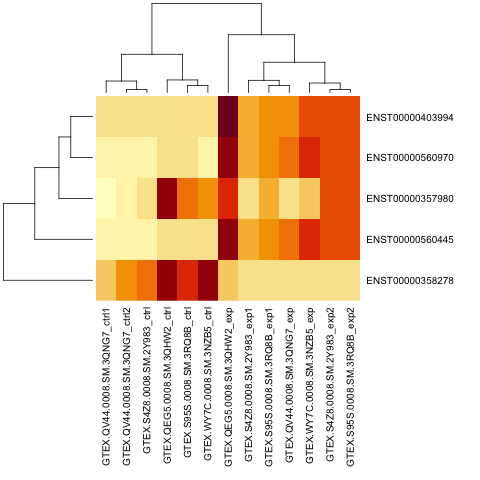 ENST00000403994
ENST00000560970
ENST00000357980
ENST00000560445
ENST00000358278
GTEX.QV44.0008.SM.3QNG7_ctrl1
GTEX.QV44.0008.SM.3QNG7_ctrl2
GTEX.S4Z8.0008.SM.2Y983_ctrl
GTEX.QEG5.0008.SM.3QHW2_ctrl
GTEX.S95S.0008.SM.3RQ8B_ctrl
GTEX.WY7C.0008.SM.3NZB5_ctrl
GTEX.QEG5.0008.SM.3QHW2_exp
GTEX.S4Z8.0008.SM.2Y983_exp1
GTEX.S95S.0008.SM.3RQ8B_exp1
GTEX.QV44.0008.SM.3QNG7_exp
GTEX.WY7C.0008.SM.3NZB5_exp
GTEX.S4Z8.0008.SM.2Y983_exp2
GTEX.S95S.0008.SM.3RQ8B_exp2